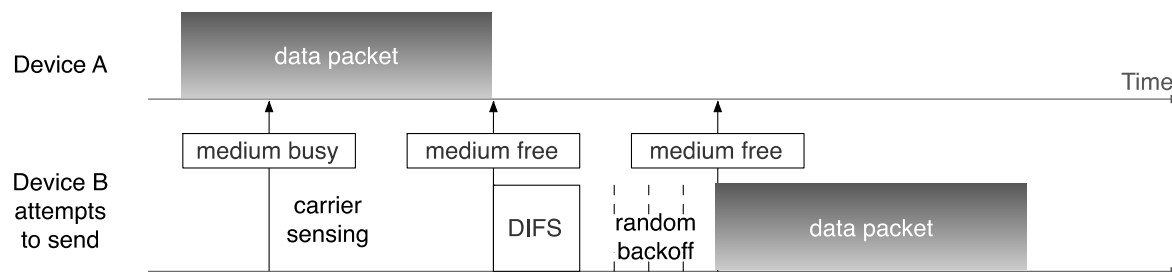 data packet
Device A
Time
medium busy
medium free
medium free
Device B
attempts
to send
carrier
sensing
DIFS
random
backoff
data packet